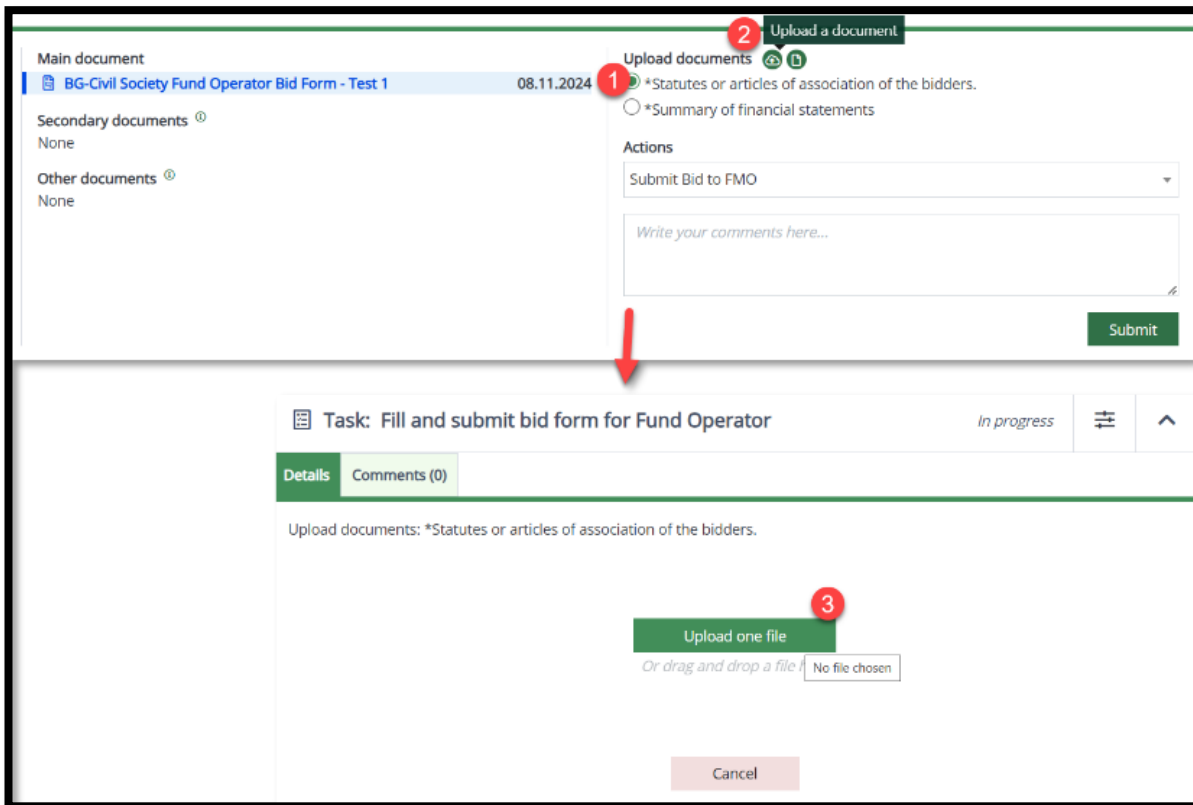 2 Upload a document
Main document
Upload documents
BG-Civil Society Fund Operator Bid Form - Test 1 08.11.2024
1 *Statutes or articles of association of the bidders.
*Summary of financial statements
Secondary documents
None
Other documents
None
Actions
Submit Bid to FMO
Write your comments here...
Submit
Task: Fill and submit bid form for Fund Operator
In progress
Details
Comments (0)
Upload documents: *Statutes or articles of association of the bidders.
3
Upload one file
Or drag and drop a file
No file chosen
Cancel